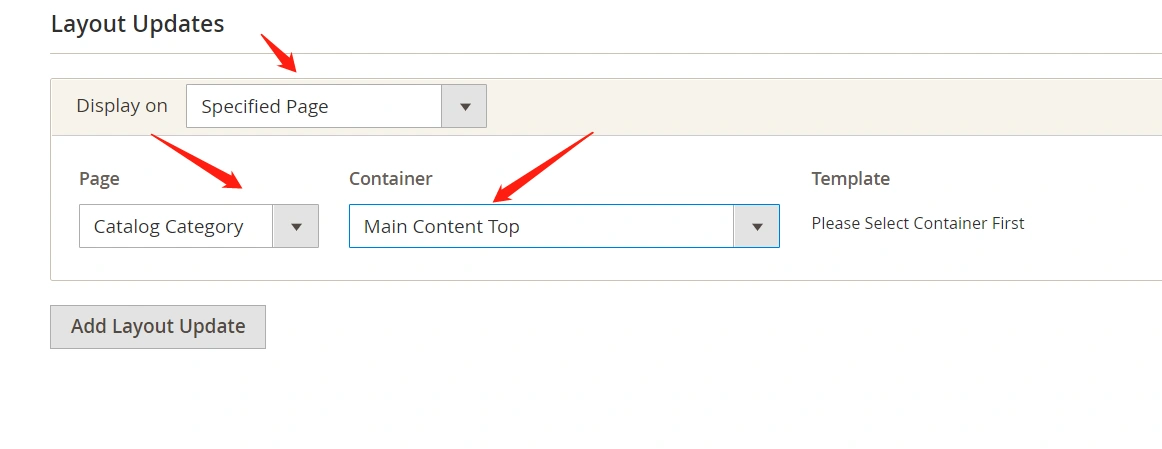 Layout Updates
Display on Specified Page
Page Container Template
Catalog Category Main Content Top Please Select Container First
Add Layout Update